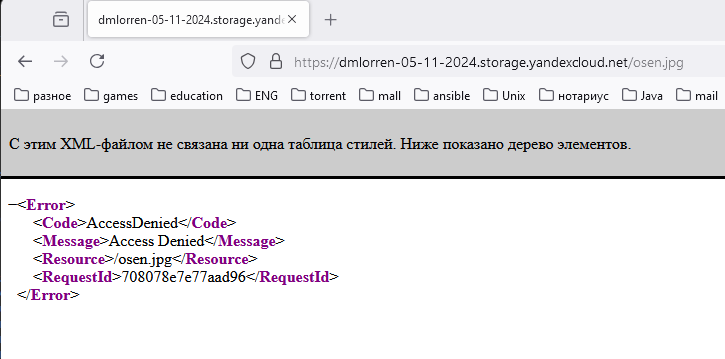 dmlorren-05-11-2024.storage.yandexcloud.net/
https://dmlorren-05-11-2024.storage.yandexcloud.net/osen.jpg
разное games education ENG torrent mall ansible Unix нотариус Java mail
С этим XML-файлом не связана ни одна таблица стилей. Ниже показано дерево элементов.
–<Error>
<Code>AccessDenied</Code>
<Message>Access Denied</Message>
<Resource>/osen.jpg</Resource>
<RequestId>708078e7e77aad96</RequestId>
</Error>